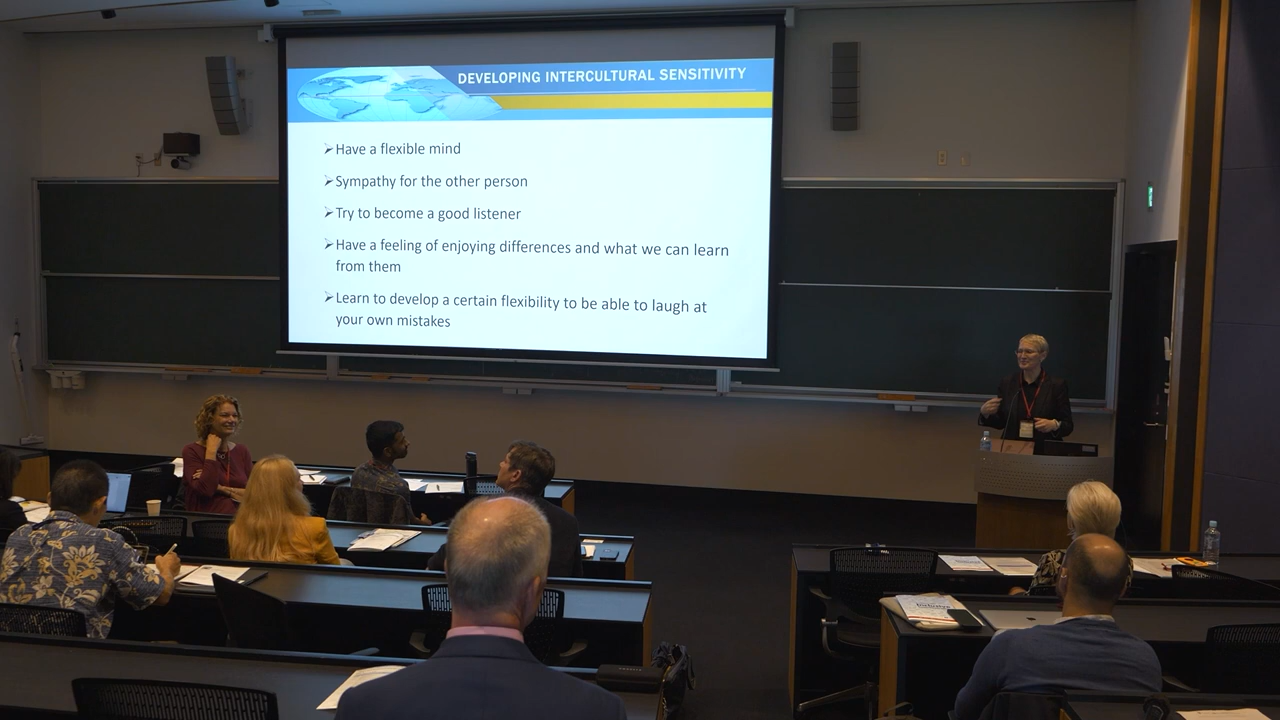 DEVELOPING INTERCULTURAL SENSITIVITY
➢Have a flexible mind
➢Sympathy for the other person
➢Try to become a good listener
➢Have a feeling of enjoying differences and what we can learn
from them
➢Learn to develop a certain flexibility to be able to laugh at
your own mistakes